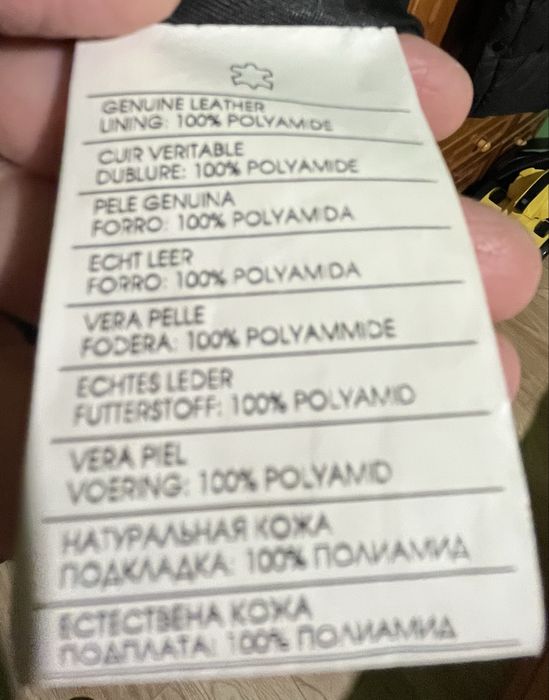 GENUINE LEATHER
LINING: 100% POLYAMIDE
CUIR VERITABLE
DUBLURE: 100% POLYAMIDE
PELE GENUINA
FORRO: 100% POLYAMIDA
ECHT LEER
FORRO: 100% POLYAMIDA
VERA PELLE
FODERA: 100% POLYAMMIDE
ECHTES LEDER
FUTTERSTOFF: 100% POLYAMID
VERA PIEL
VOERING: 100% POLYAMID
НАТУРАЛЬНАЯ КОЖА
ПОДКЛАДКА: 100% ПОЛИАМИД
ЕСТЕСТВЕНА КОЖА
ПОДПЛАТА: 100% ПОЛИАМИД